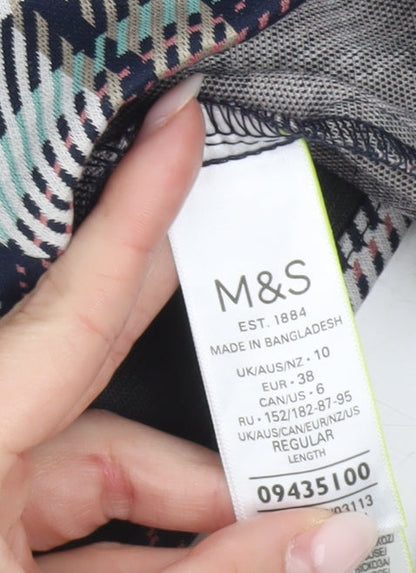 M&S
EST. 1884
MADE IN BANGLADESH
UK/AUS/NZ • 10
EUR • 38
CAN/US • 6
RU • 152/182-87-95
UK/AUS/CAN/EUR/NZ/US
REGULAR
LENGTH
09435100